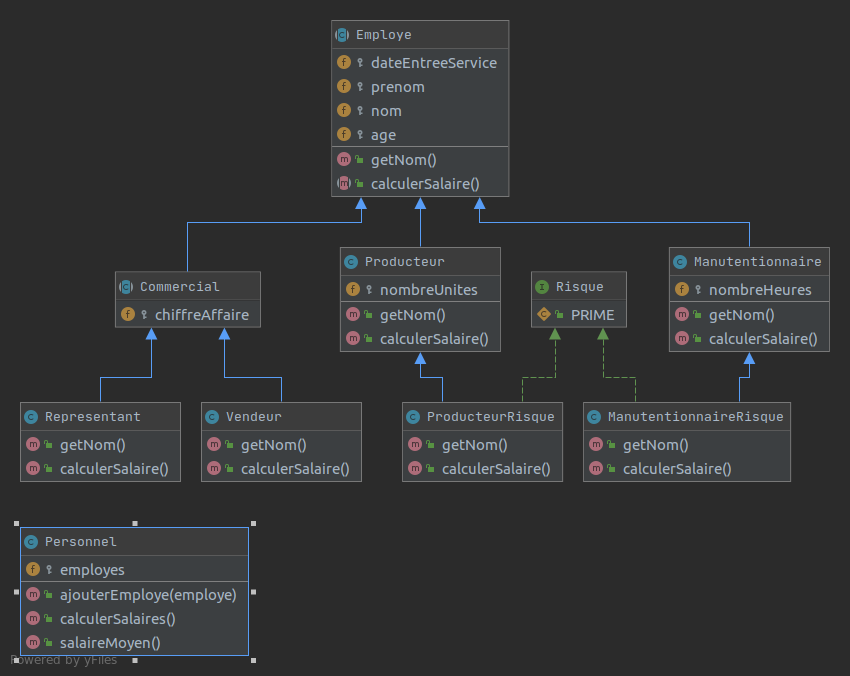 Employe
dateEntreeService
prenom
nom
age
getNom()
calculerSalaire()
Commercial
chiffreAffaire
Producteur
nombreUnites
getNom()
calculerSalaire()
Risque
PRIME
Manutentionnaire
nombreHeures
getNom()
calculerSalaire()
Representant
getNom()
calculerSalaire()
Vendeur
getNom()
calculerSalaire()
ProducteurRisque
getNom()
calculerSalaire()
ManutentionnaireRisque
getNom()
calculerSalaire()
Personnel
employes
ajouterEmploye(employe)
calculerSalaires()
salaireMoyen()
Powered by yFiles